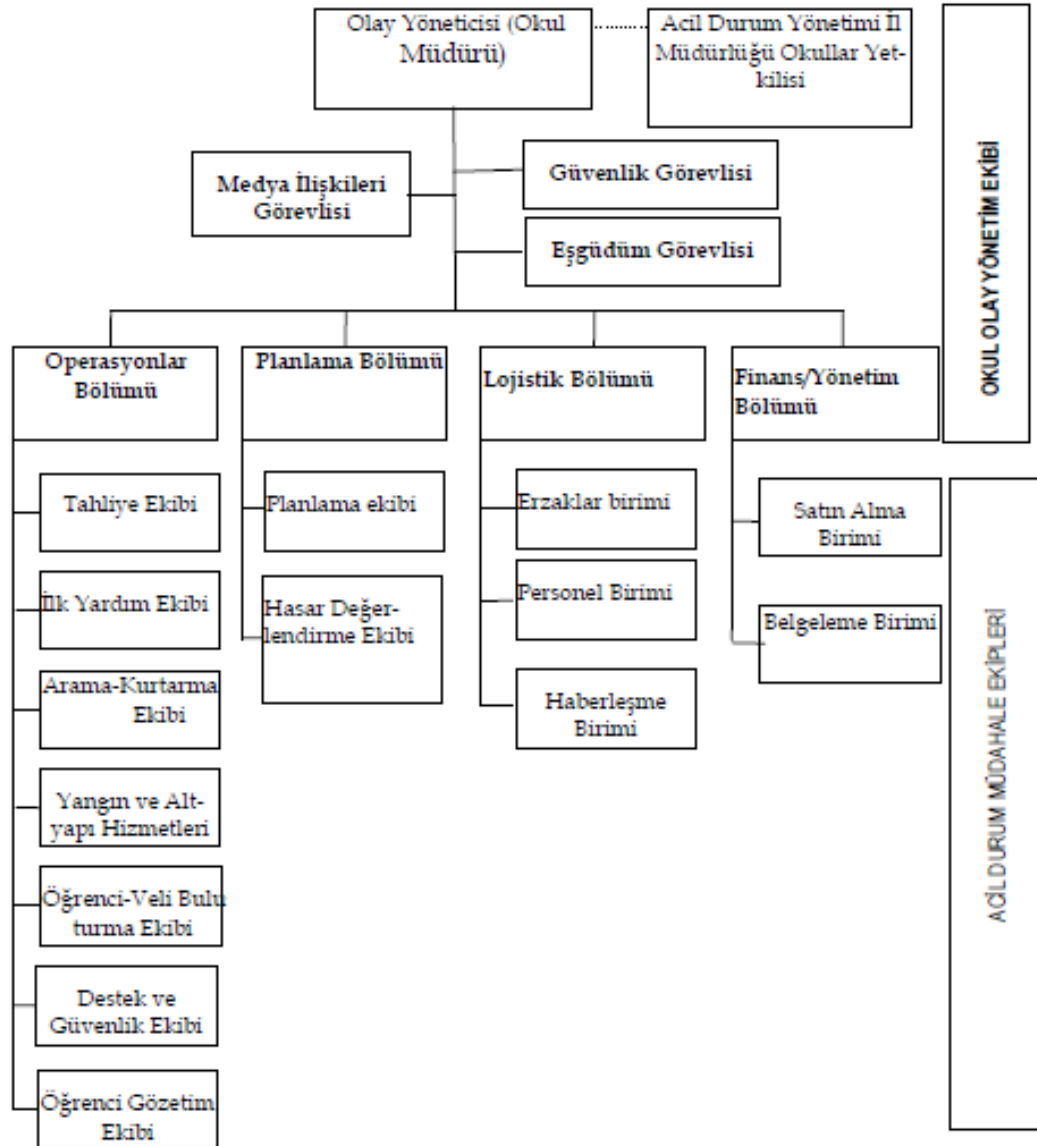 Olay Yöneticisi (Okul
Müdürü)
Acil Durum Yönetimi İl
Müdürlüğü Okullar Yet-
kilisi
Güvenlik Görevlisi
Medya İlişkileri
Görevlisi
Eşgüdüm Görevlisi
OKUL OLAY YÖNETİM EKİBİ
Operasyonlar
Bölümü
Planlama Bölümü
Lojistik Bölümü
Finans/Yönetim
Bölümü
Tahliye Ekibi
İlk Yardım Ekibi
Arama-Kurtarma
Ekibi
Yangın ve Alt-
yapı Hizmetleri
Öğrenci-Veli Bulu
turma Ekibi
Destek ve
Güvenlik Ekibi
Öğrenci Gözetim
Ekibi
Planlama ekibi
Hasar Değer-
lendirme Ekibi
Erzaklar birimi
Personel Birimi
Haberleşme
Birimi
Satın Alma
Birimi
Belgeleme Birimi
ACİL DURUM MÜDAHALE EKİPLERİ